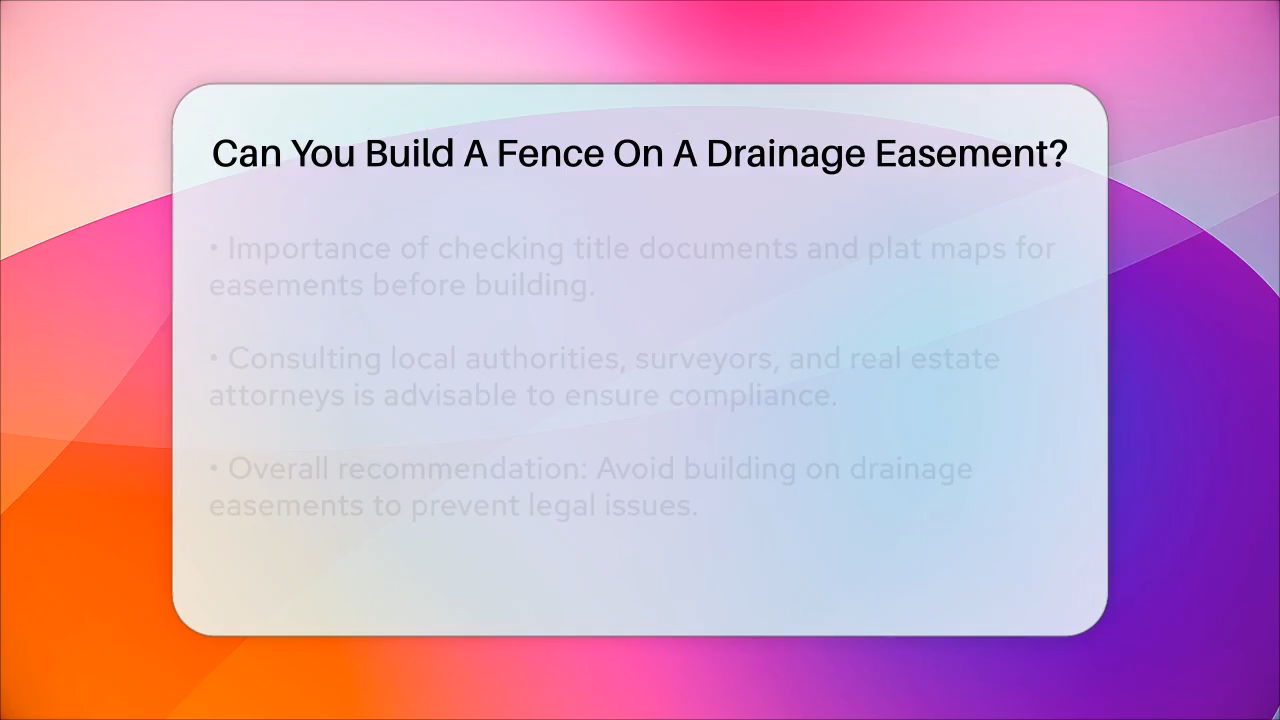 Can You Build A Fence On A Drainage Easement?
• Importance of checking title documents and plat maps for
easements before building.
• Consulting local authorities, surveyors, and real estate
attorneys is advisable to ensure compliance.
• Overall recommendation: Avoid building on drainage
easements to prevent legal issues.